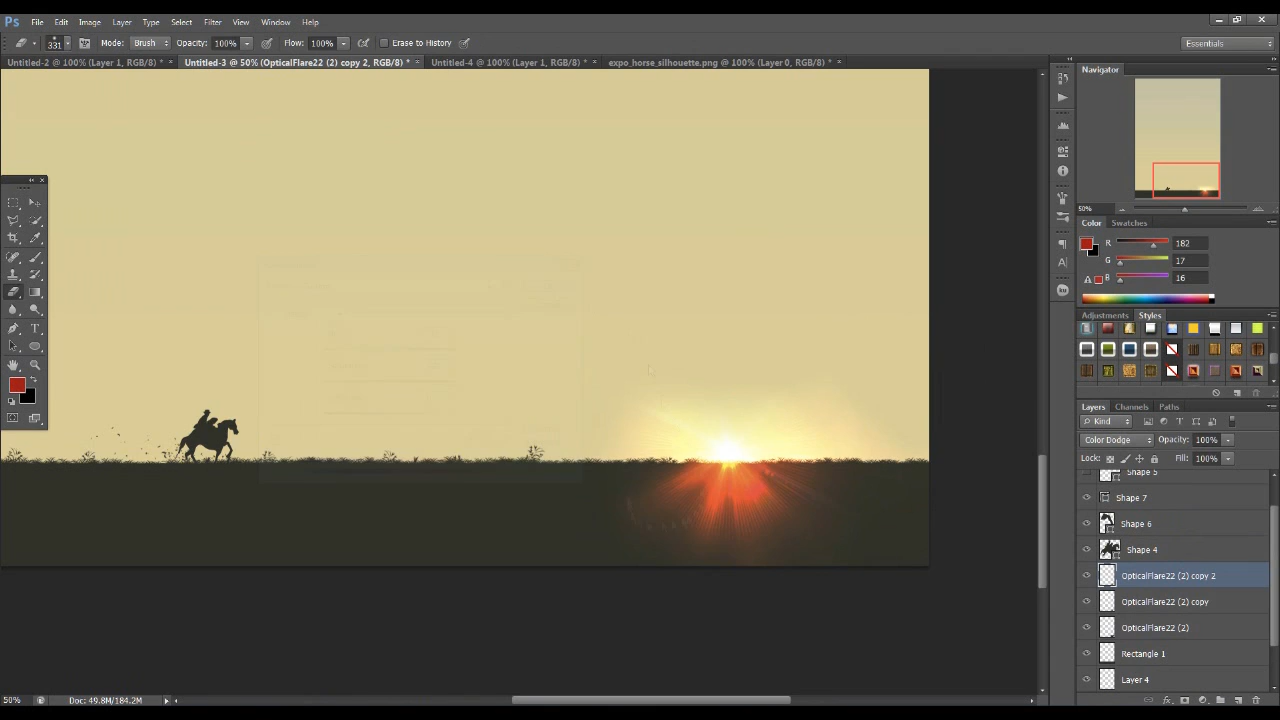 Ps File Edit Image Layer Type Select Filter View Window Help
331 Mode: Brush Opacity: 100% Flow: 100% Erase to History Essentials
Untitled-2 @ 100% (Layer 1, RGB/8) * × Untitled-3 @ 50% (OpticalFlare22 (2) copy 2, RGB/8) * × Untitled-4 @ 100% (Layer 1, RGB/8) * × expo_horse_silhouette.png @ 100% (Layer 0, RGB/8) * ×
Navigator
50%
Color Swatches
R 182
G 17
B 16
Adjustments Styles
Layers Channels Paths
Kind
Color Dodge Opacity: 100%
Lock: Fill: 100%
Shape 5
Shape 7
Shape 6
Shape 4
OpticalFlare22 (2) copy 2
OpticalFlare22 (2) copy
OpticalFlare22 (2)
Rectangle 1
Layer 4
50% Doc: 49.8M/184.2M